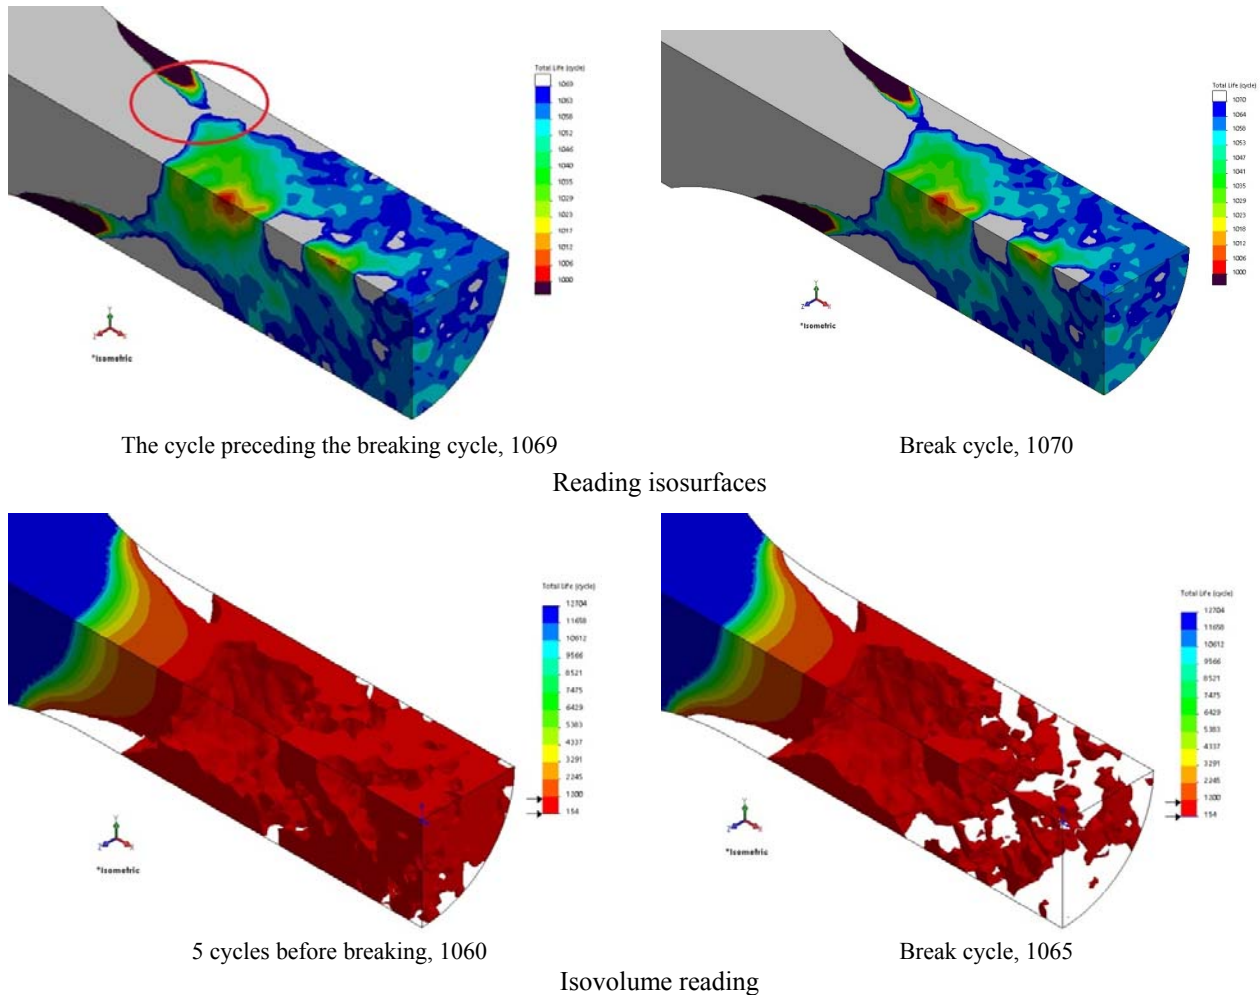 Total Life (cycle)
1069
1063
1058
1052
1046
1040
1035
1029
1023
1017
1012
1006
1000
Y
Z X
*Isometric
The cycle preceding the breaking cycle, 1069
Total Life (cycle)
1070
1064
1058
1053
1047
1041
1035
1029
1023
1018
1012
1006
1000
Y
Z X
*Isometric
Break cycle, 1070
Reading isosurfaces
Total Life (cycle)
12704
11658
10612
9566
8521
7475
6429
5383
4337
3291
2245
154
Y
Z X
*Isometric
5 cycles before breaking, 1060
Total Life (cycle)
12704
11658
10612
9566
8521
7475
6429
5383
4337
3291
2245
154
Y
Z X
*Isometric
Break cycle, 1065
Isovolume reading